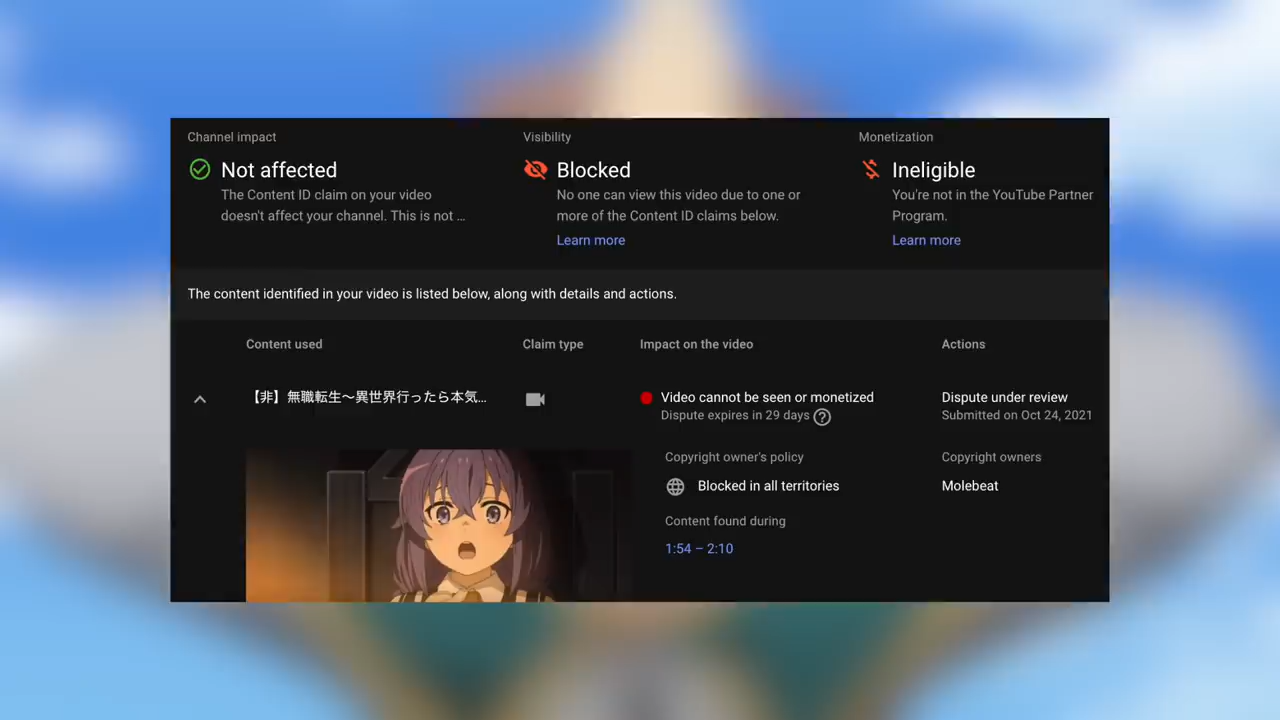 Channel impact
Visibility
Monetization
Not affected
Blocked
Ineligible
The Content ID claim on your video
doesn't affect your channel. This is not …
No one can view this video due to one or
more of the Content ID claims below.
Learn more
You're not in the YouTube Partner
Program.
Learn more
The content identified in your video is listed below, along with details and actions.
Content used
Claim type
Impact on the video
Actions
【非】無職転生～異世界行ったら本気...
Video cannot be seen or monetized
Dispute expires in 29 days
Dispute under review
Submitted on Oct 24, 2021
Copyright owner's policy
Blocked in all territories
Copyright owners
Molebeat
Content found during
1:54 – 2:10